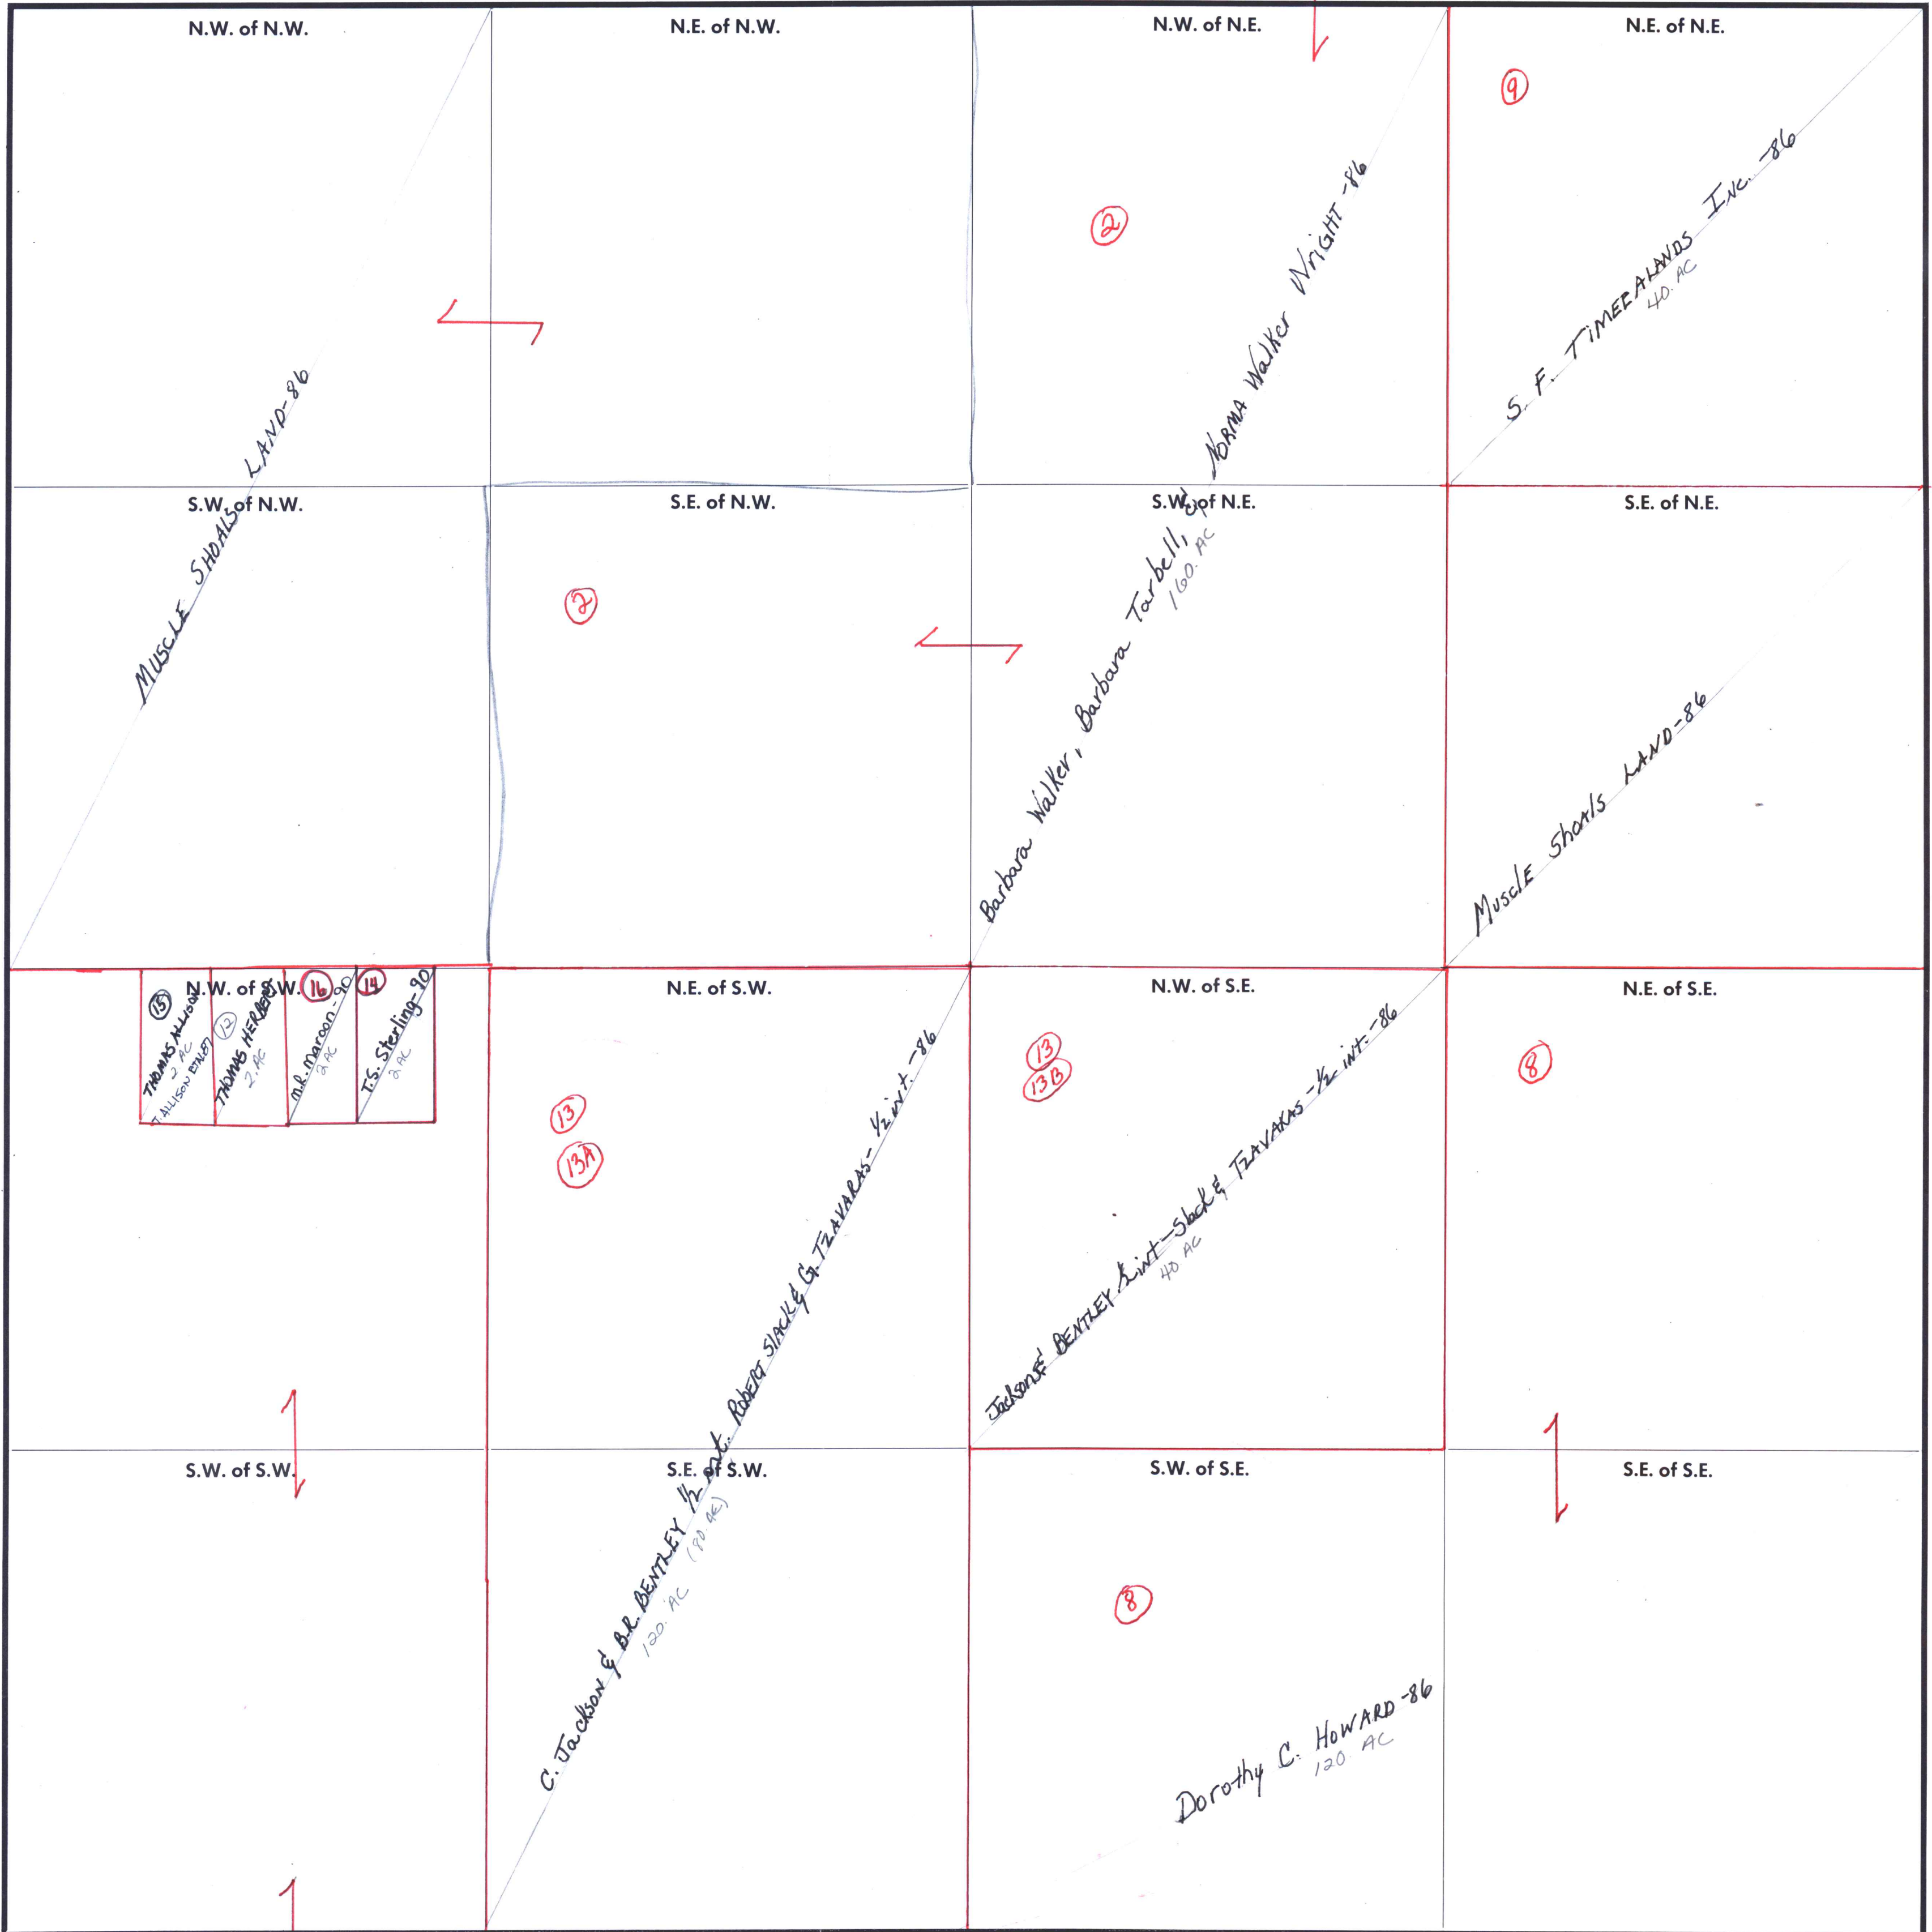 N.W. of N.W.
N.E. of N.W.
N.W. of N.E.
N.E. of N.E.
9
2
NORMA Walker WRIGHT -86
S. F. TIMBERLANDS INC. -86
40. AC
MUSCLE SHOALS LAND-86
S.W. of N.W.
S.E. of N.W.
S.W. of N.E.
S.E. of N.E.
2
Barbara Walker, Barbara Tarbell, &
160. AC
MUSCLE ShoAls LAND-86
N.W. of S.W.
N.E. of S.W.
N.W. of S.E.
N.E. of S.E.
15
THOMAS ALLISON
2 AC
T. ALLISON
12
THOMAS
2. AC
16
M.R. Maroon-90
2 AC
14
T.S. Sterling-90
2 AC
13
13A
13
13B
8
Jackson & BENTLEY ½ int - Slack & TZAVARAS - ½ INT. -86
40 AC
S.W. of S.W.
S.E. of S.W.
S.W. of S.E.
S.E. of S.E.
C. Jackson & B.R. BENTLEY ½ int. ROBERT SlACK & G. TZAVARAS - ½ int. -86
120. AC (80. AC)
8
Dorothy C. HOWARD -86
120 AC